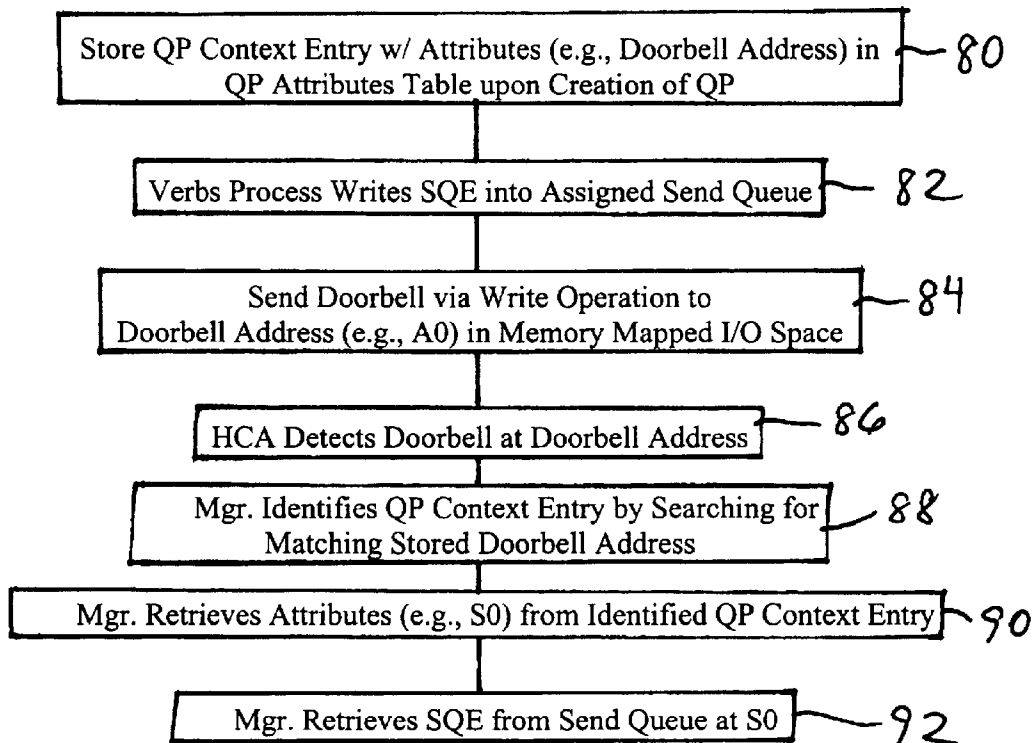 Store QP Context Entry w/ Attributes (e.g., Doorbell Address) in
QP Attributes Table upon Creation of QP
80
Verbs Process Writes SQE into Assigned Send Queue
82
Send Doorbell via Write Operation to
Doorbell Address (e.g., A0) in Memory Mapped I/O Space
84
HCA Detects Doorbell at Doorbell Address
86
Mgr. Identifies QP Context Entry by Searching for
Matching Stored Doorbell Address
88
Mgr. Retrieves Attributes (e.g., S0) from Identified QP Context Entry
90
Mgr. Retrieves SQE from Send Queue at S0
92